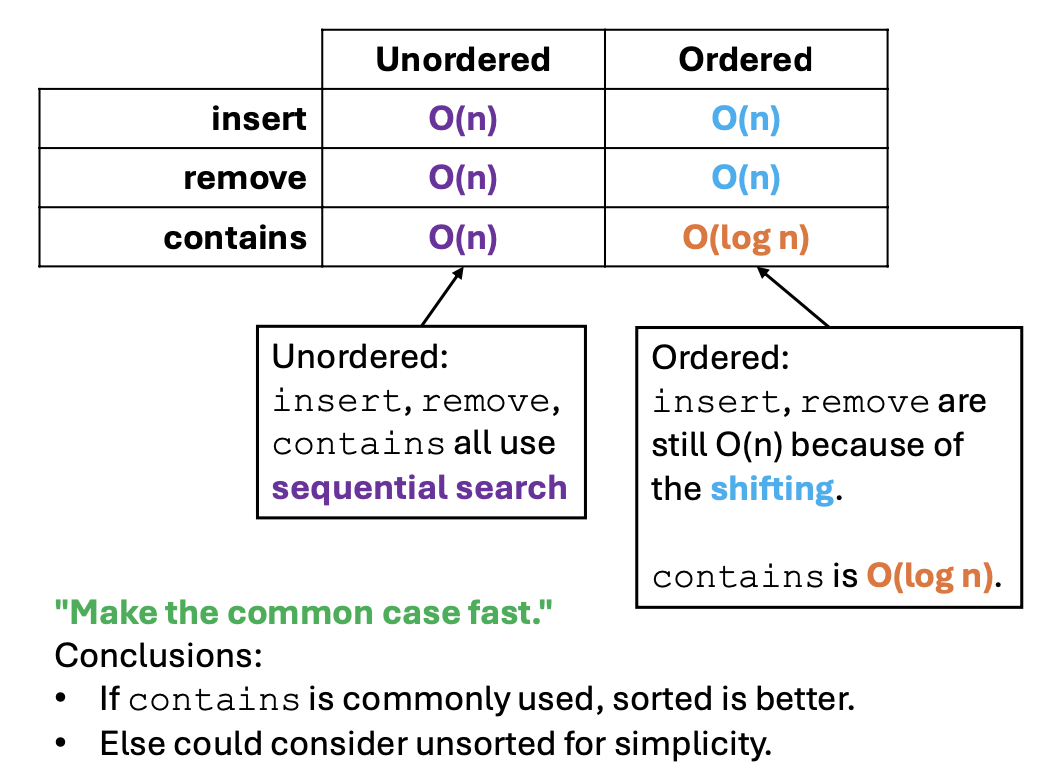 Unordered Ordered
insert O(n) O(n)
remove O(n) O(n)
contains O(n) O(log n)
Unordered:
insert, remove,
contains all use
sequential search
Ordered:
insert, remove are
still O(n) because of
the shifting.
contains is O(log n).
"Make the common case fast."
Conclusions:
• If contains is commonly used, sorted is better.
• Else could consider unsorted for simplicity.